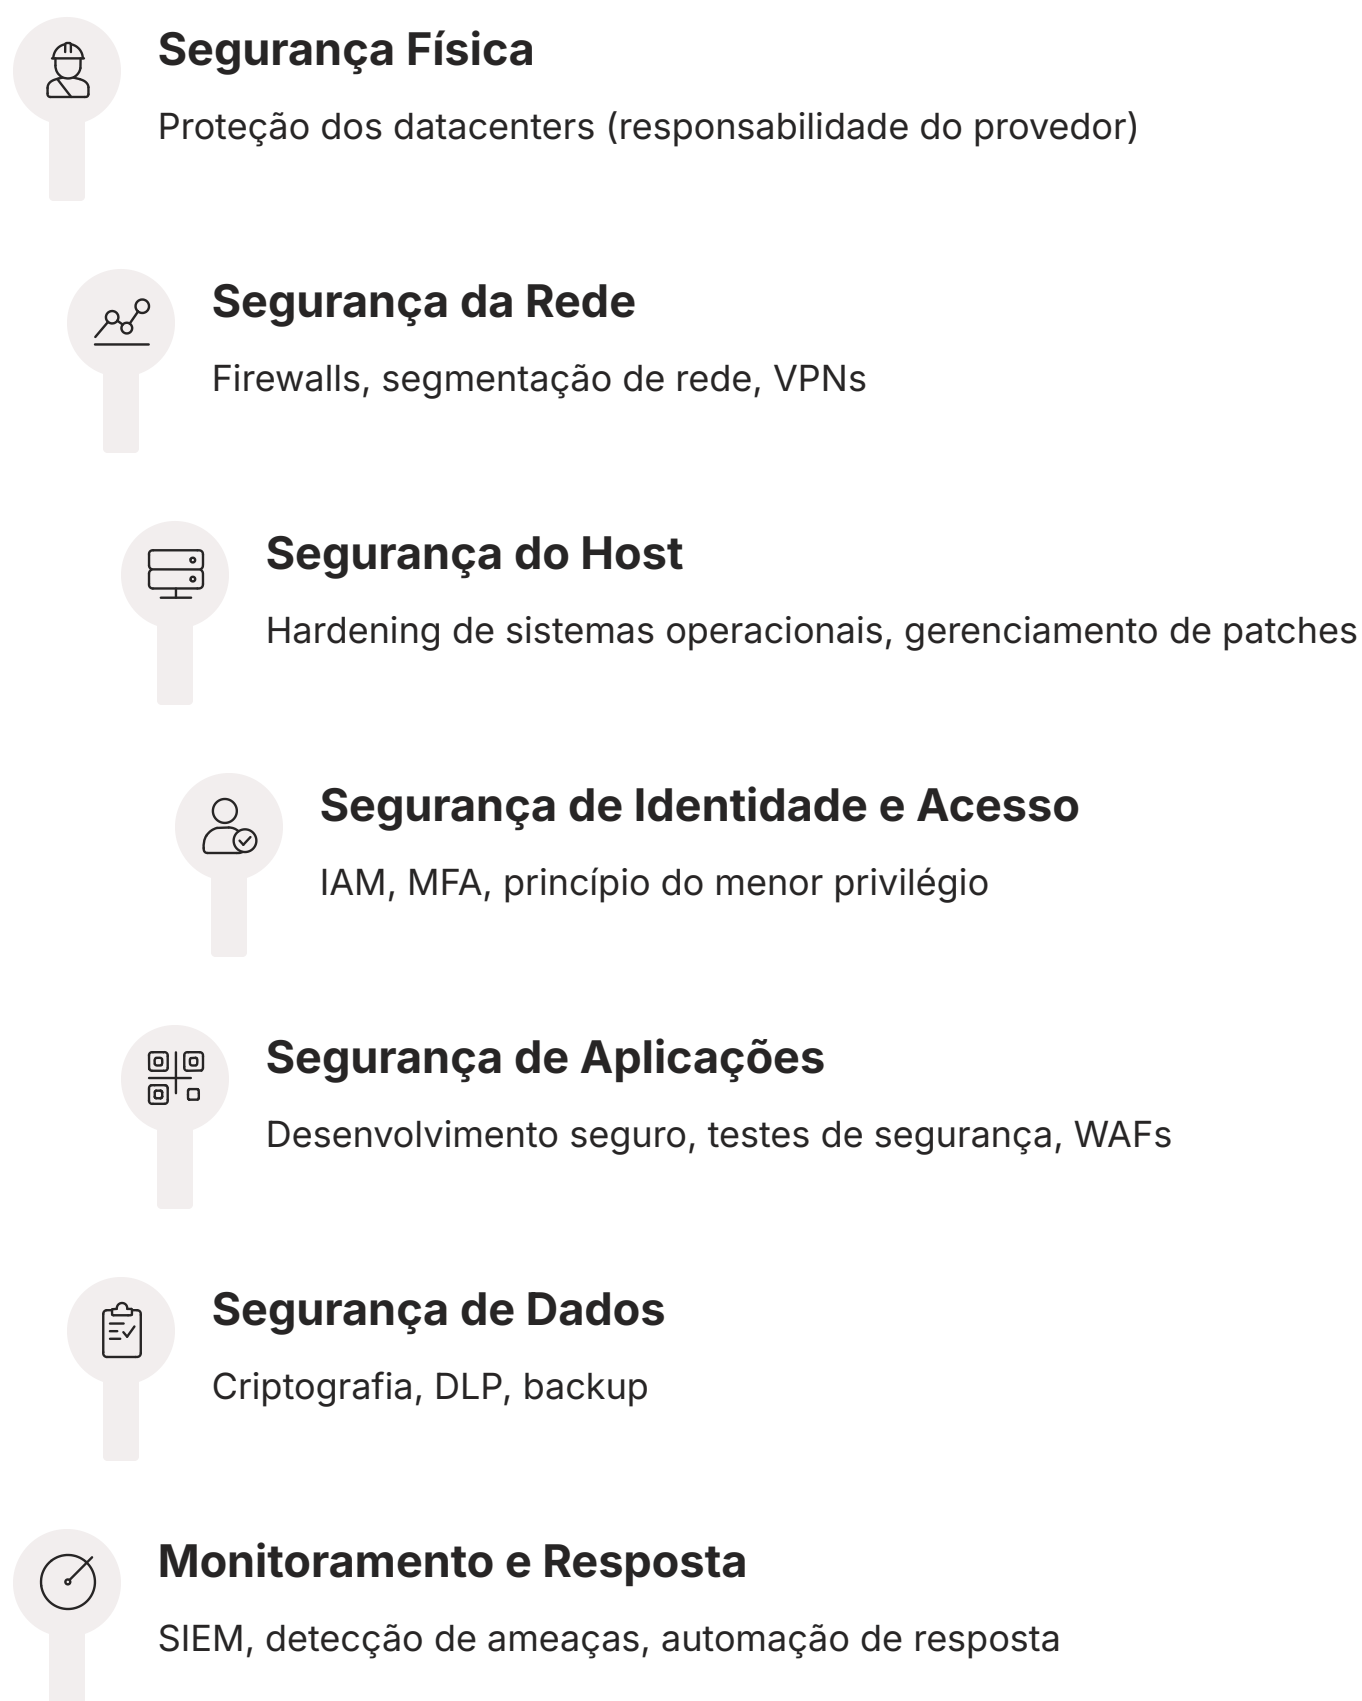 Segurança Física
Proteção dos datacenters (responsabilidade do provedor)
Segurança da Rede
Firewalls, segmentação de rede, VPNs
Segurança do Host
Hardening de sistemas operacionais, gerenciamento de patches
Segurança de Identidade e Acesso
IAM, MFA, princípio do menor privilégio
Segurança de Aplicações
Desenvolvimento seguro, testes de segurança, WAFs
Segurança de Dados
Criptografia, DLP, backup
Monitoramento e Resposta
SIEM, detecção de ameaças, automação de resposta